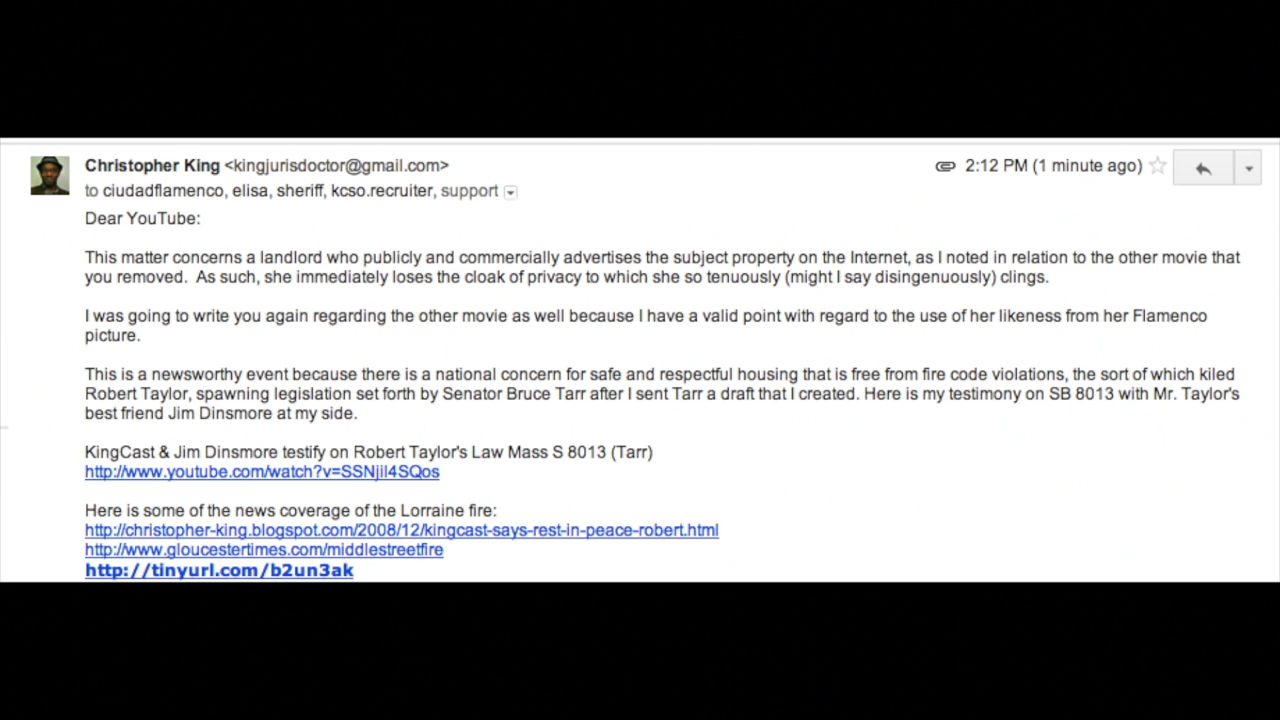 Christopher King <kingjurisdoctor@gmail.com>
2:12 PM (1 minute ago)
to ciudadflamenco, elisa, sheriff, kcso.recruiter, support
Dear YouTube:
This matter concerns a landlord who publicly and commercially advertises the subject property on the Internet, as I noted in relation to the other movie that
you removed.  As such, she immediately loses the cloak of privacy to which she so tenuously (might I say disingenuously) clings.
I was going to write you again regarding the other movie as well because I have a valid point with regard to the use of her likeness from her Flamenco
picture.
This is a newsworthy event because there is a national concern for safe and respectful housing that is free from fire code violations, the sort of which kiled
Robert Taylor, spawning legislation set forth by Senator Bruce Tarr after I sent Tarr a draft that I created. Here is my testimony on SB 8013 with Mr. Taylor's
best friend Jim Dinsmore at my side.
KingCast & Jim Dinsmore testify on Robert Taylor's Law Mass S 8013 (Tarr)
http://www.youtube.com/watch?v=SSNjil4SQos
Here is some of the news coverage of the Lorraine fire:
http://christopher-king.blogspot.com/2008/12/kingcast-says-rest-in-peace-robert.html
http://www.gloucestertimes.com/middlestreetfire
http://tinyurl.com/b2un3ak